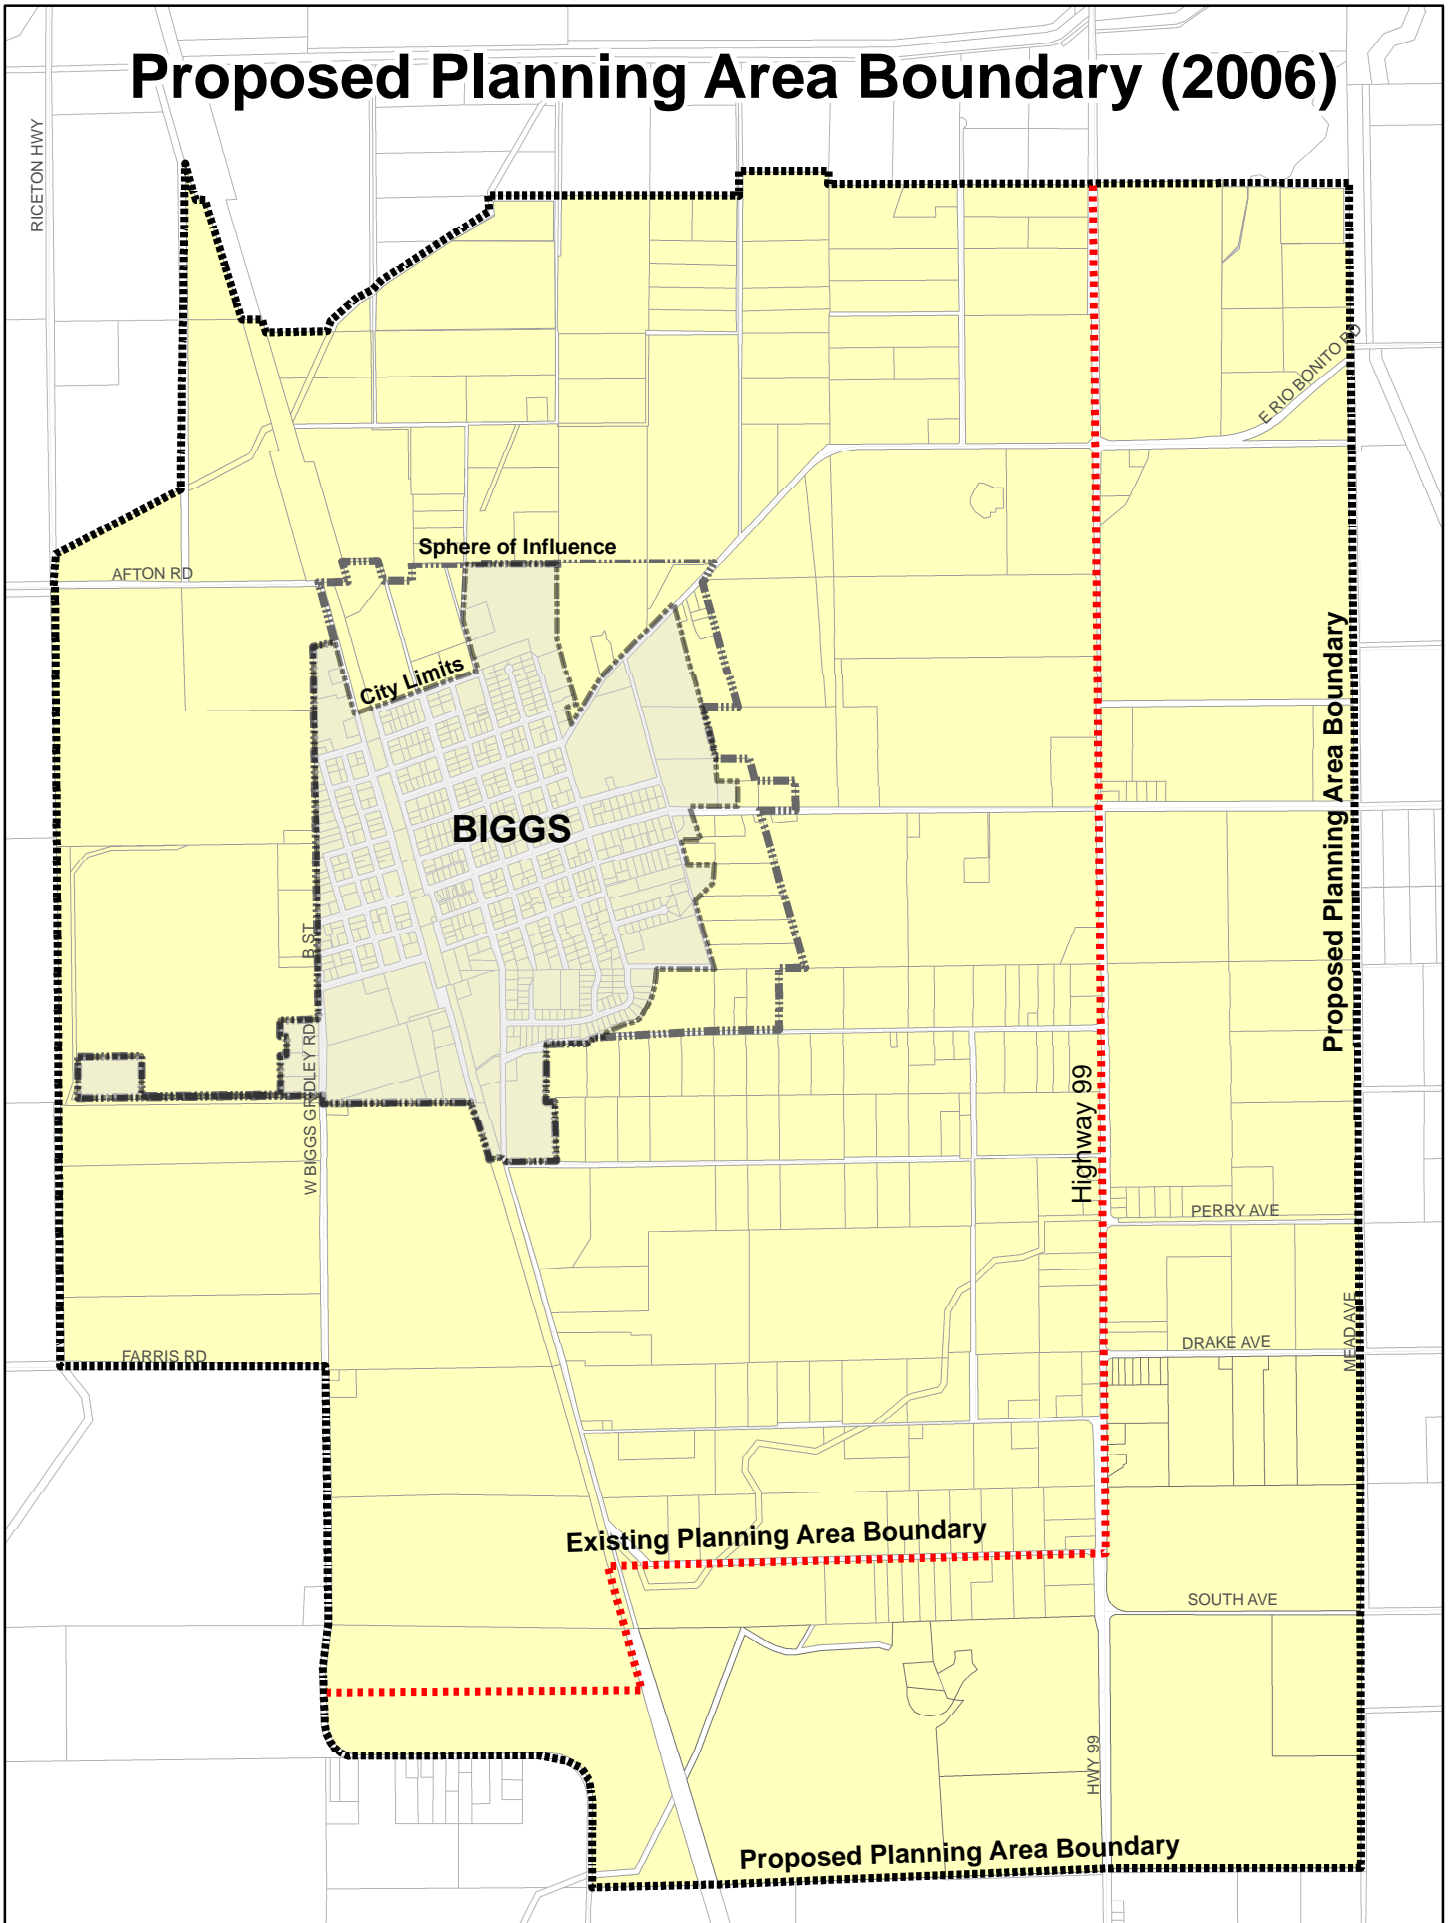 Proposed Planning Area Boundary (2006)
RICETON HWY
E RIO BONITO RD
Sphere of Influence
AFTON RD
City Limits
Proposed Planning Area Boundary
BIGGS
B ST
W BIGGS GRIDLEY RD
Highway 99
PERRY AVE
MEAD AVE
DRAKE AVE
FARRIS RD
Existing Planning Area Boundary
SOUTH AVE
HWY 99
Proposed Planning Area Boundary